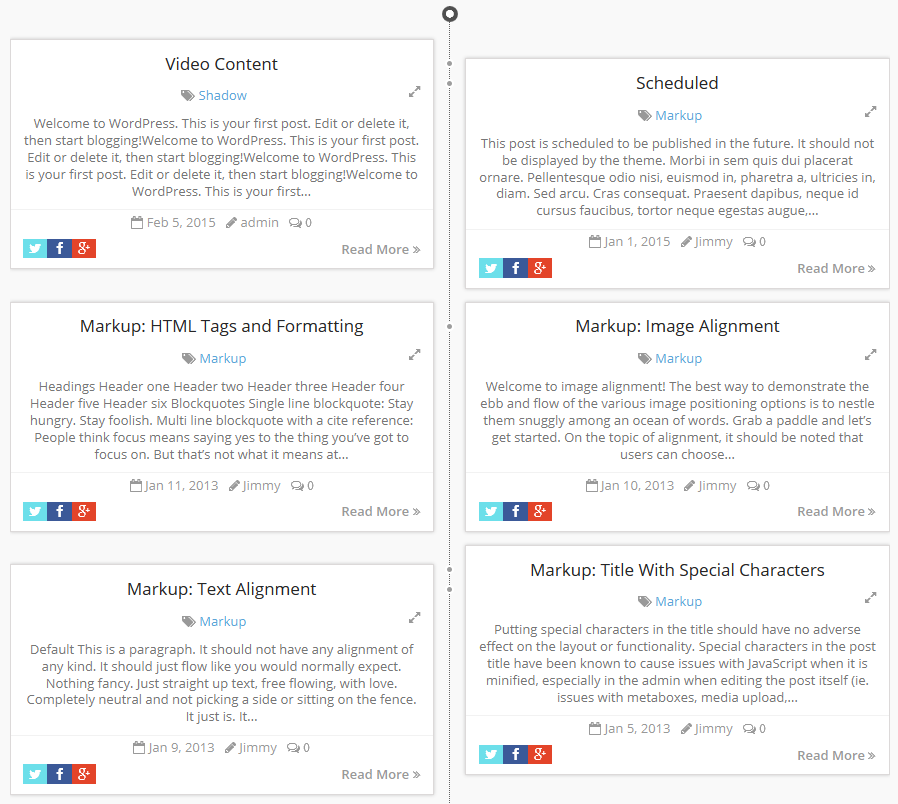 Video Content
Shadow
Welcome to WordPress. This is your first post. Edit or delete it,
then start blogging!Welcome to WordPress. This is your first post.
Edit or delete it, then start blogging!Welcome to WordPress. This
is your first post. Edit or delete it, then start blogging!Welcome to
WordPress. This is your first...
Feb 5, 2015 admin 0
Read More »
Scheduled
Markup
This post is scheduled to be published in the future. It should not
be displayed by the theme. Morbi in sem quis dui placerat
ornare. Pellentesque odio nisi, euismod in, pharetra a, ultricies in,
diam. Sed arcu. Cras consequat. Praesent dapibus, neque id
cursus faucibus, tortor neque egestas augue,...
Jan 1, 2015 Jimmy 0
Read More »
Markup: HTML Tags and Formatting
Markup
Headings Header one Header two Header three Header four
Header five Header six Blockquotes Single line blockquote: Stay
hungry. Stay foolish. Multi line blockquote with a cite reference:
People think focus means saying yes to the thing you’ve got to
focus on. But that’s not what it means at...
Jan 11, 2013 Jimmy 0
Read More »
Markup: Image Alignment
Markup
Welcome to image alignment! The best way to demonstrate the
ebb and flow of the various image positioning options is to nestle
them snuggly among an ocean of words. Grab a paddle and let’s
get started. On the topic of alignment, it should be noted that
users can choose...
Jan 10, 2013 Jimmy 0
Read More »
Markup: Text Alignment
Markup
Default This is a paragraph. It should not have any alignment of
any kind. It should just flow like you would normally expect.
Nothing fancy. Just straight up text, free flowing, with love.
Completely neutral and not picking a side or sitting on the fence.
It just is. It...
Jan 9, 2013 Jimmy 0
Read More »
Markup: Title With Special Characters
Markup
Putting special characters in the title should have no adverse
effect on the layout or functionality. Special characters in the post
title have been known to cause issues with JavaScript when it is
minified, especially in the admin when editing the post itself (ie.
issues with metaboxes, media upload,...
Jan 5, 2013 Jimmy 0
Read More »